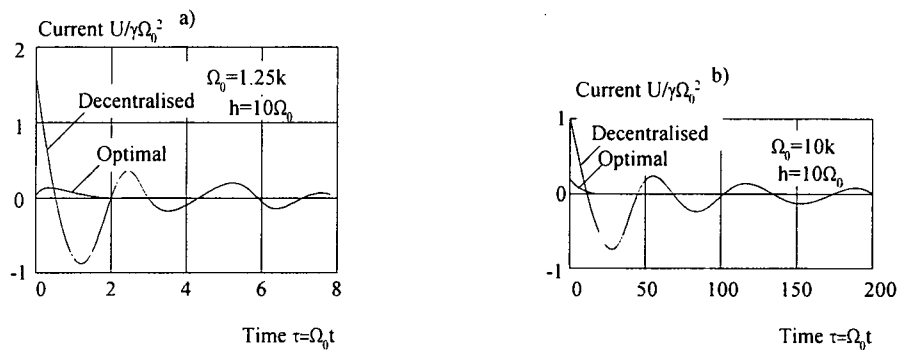 Current U/γΩ₀² a)
2
Ω₀=1.25k
h=10Ω₀
Decentralised
1
Optimal
0
-1
0 2 4 6 8
Time τ=Ω₀t
Current U/γΩ₀² b)
1
Decentralised
Optimal
Ω₀=10k
h=10Ω₀
0
-1
0 50 100 150 200
Time τ=Ω₀t